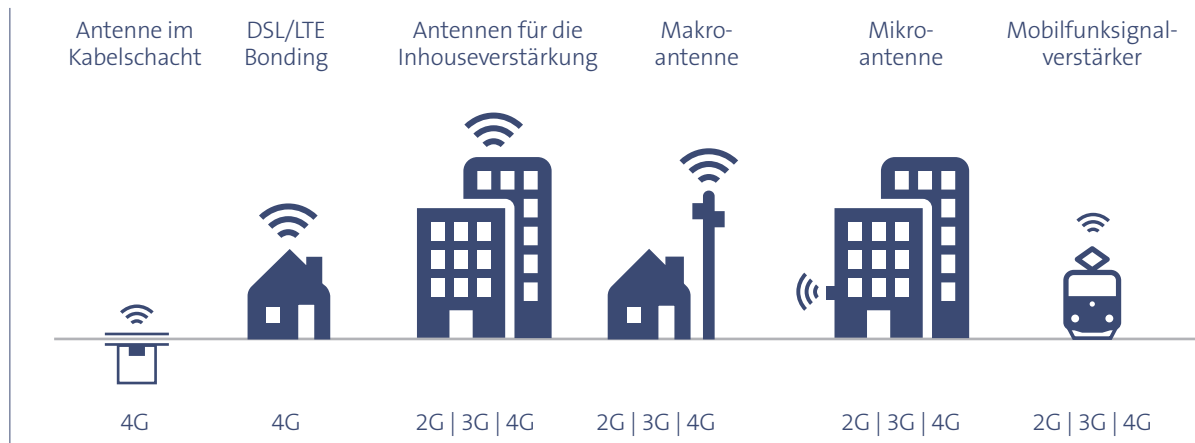 Antenne im
Kabelschacht
DSL/LTE
Bonding
Antennen für die
Inhouseverstärkung
Makro-
antenne
Mikro-
antenne
Mobilfunksignal-
verstärker
4G
4G
2G | 3G | 4G
2G | 3G | 4G
2G | 3G | 4G
2G | 3G | 4G